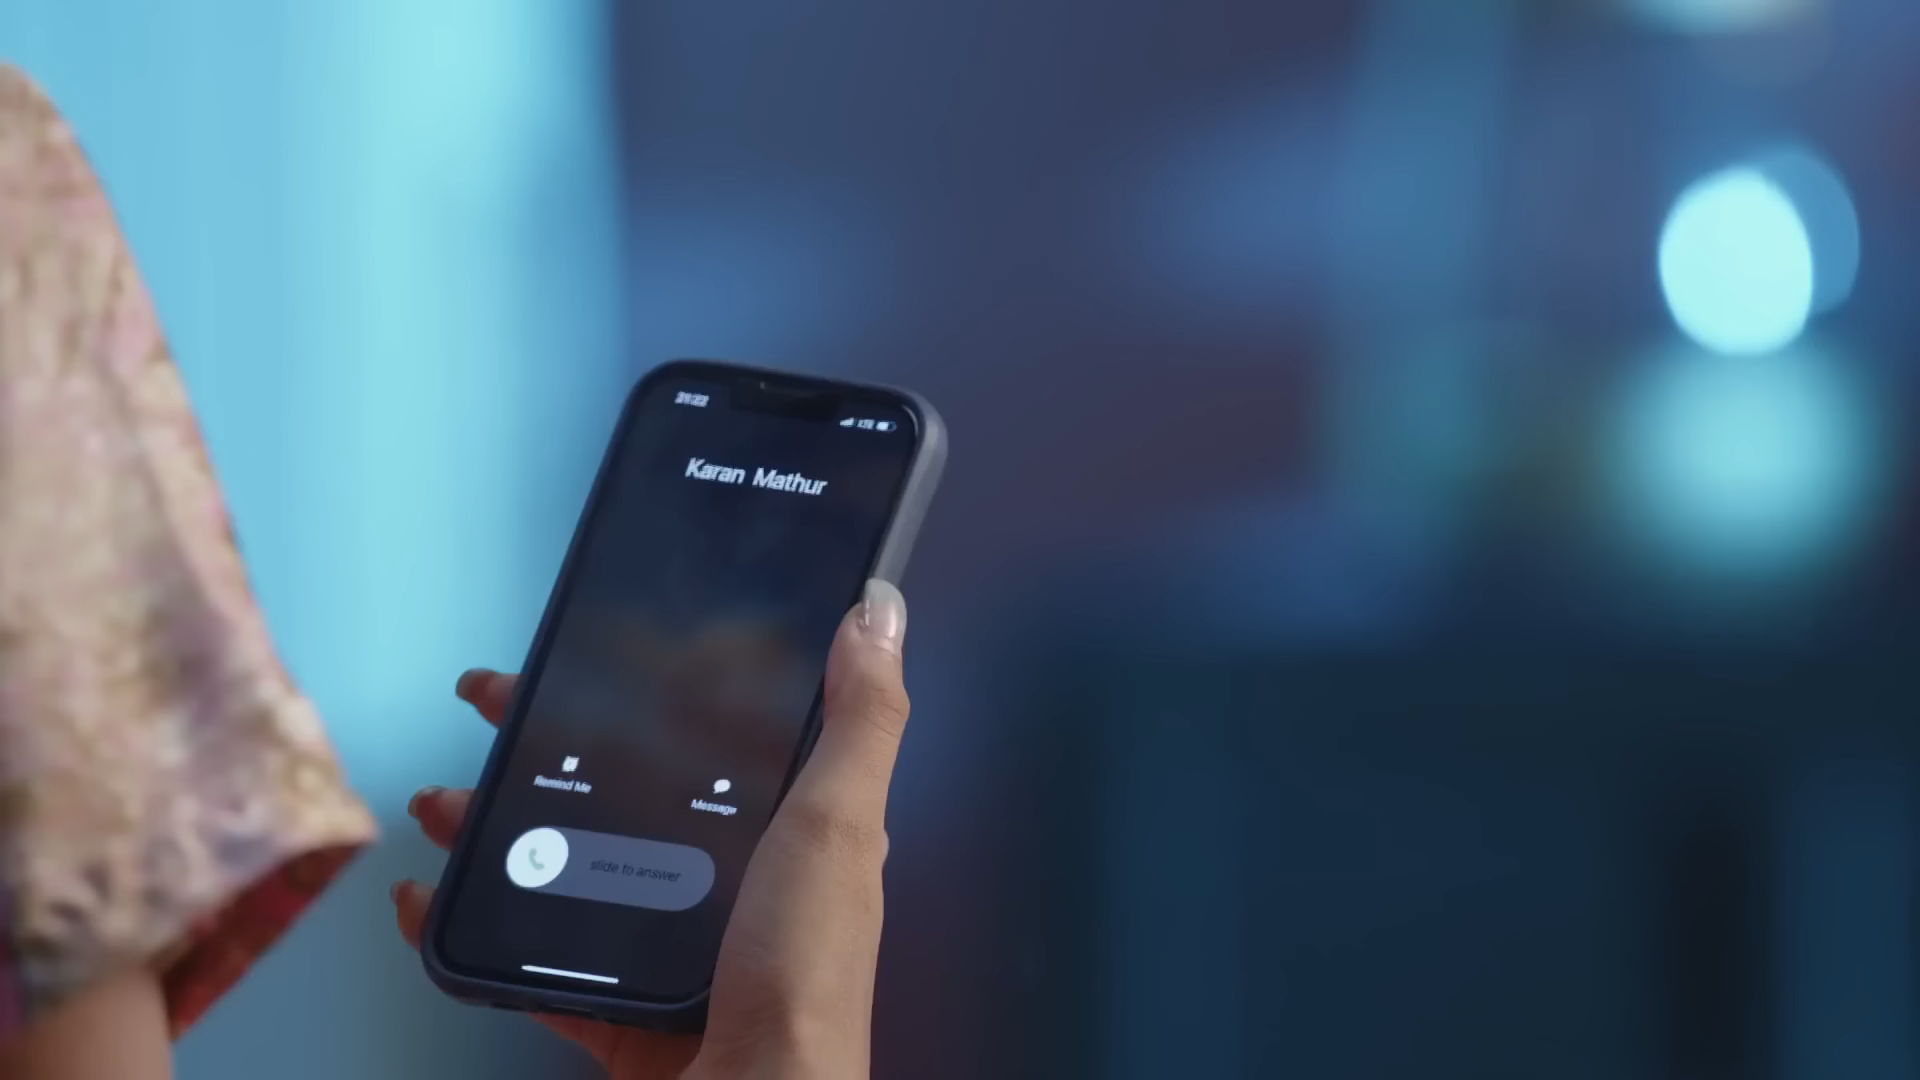 Karan Mathur
Remind Me
Message
slide to answer